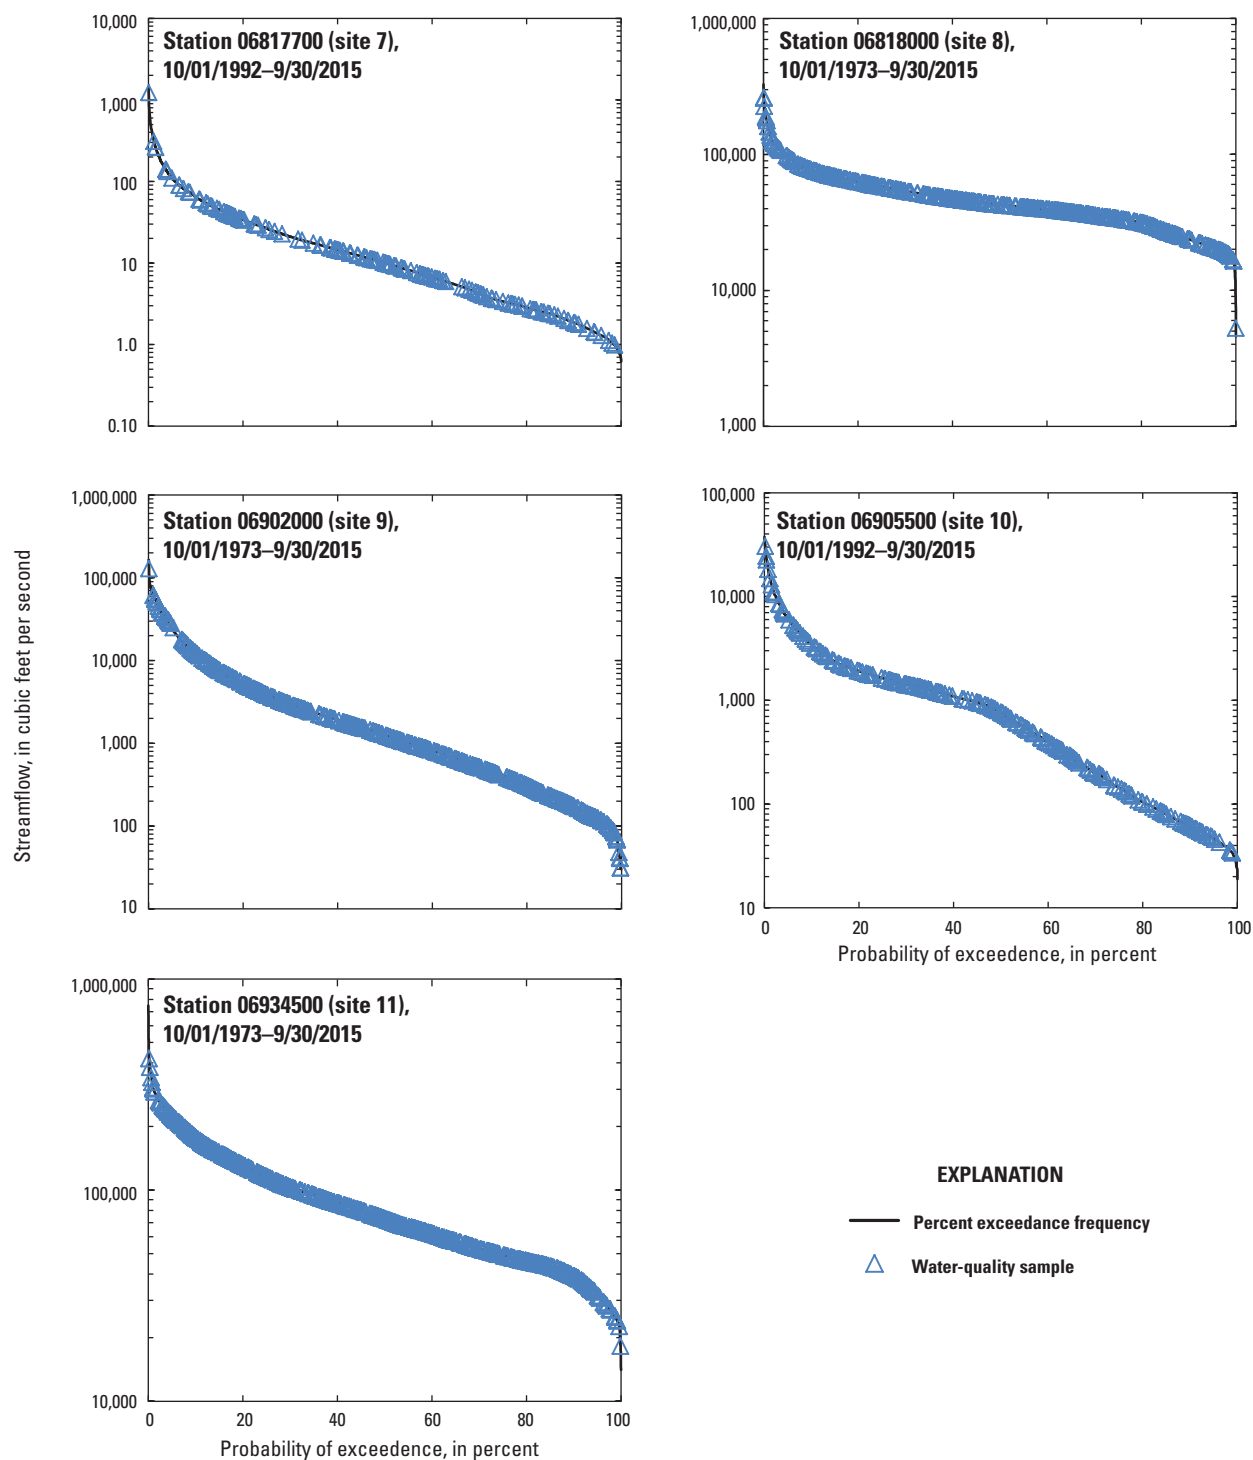 Station 06817700 (site 7),
10/01/1992–9/30/2015
10,000
1,000
100
10
1.0
0.10
Station 06818000 (site 8),
10/01/1973–9/30/2015
1,000,000
100,000
10,000
1,000
Streamflow, in cubic feet per second
Station 06902000 (site 9),
10/01/1973–9/30/2015
1,000,000
100,000
10,000
1,000
100
10
Station 06905500 (site 10),
10/01/1992–9/30/2015
100,000
10,000
1,000
100
10
0 20 40 60 80 100
Probability of exceedence, in percent
Station 06934500 (site 11),
10/01/1973–9/30/2015
1,000,000
100,000
10,000
0 20 40 60 80 100
Probability of exceedence, in percent
EXPLANATION
Percent exceedance frequency
Water-quality sample